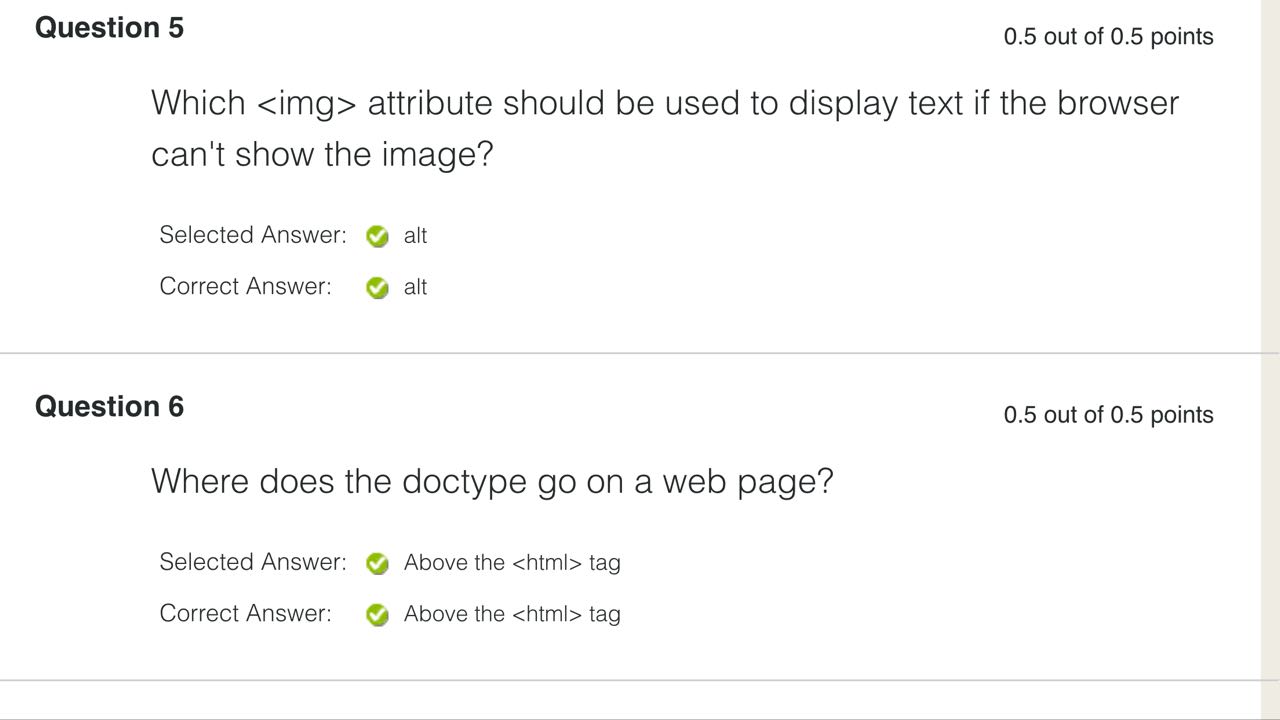 Question 5
0.5 out of 0.5 points
Which <img> attribute should be used to display text if the browser
can't show the image?
Selected Answer: alt
Correct Answer: alt
Question 6
0.5 out of 0.5 points
Where does the doctype go on a web page?
Selected Answer: Above the <html> tag
Correct Answer: Above the <html> tag